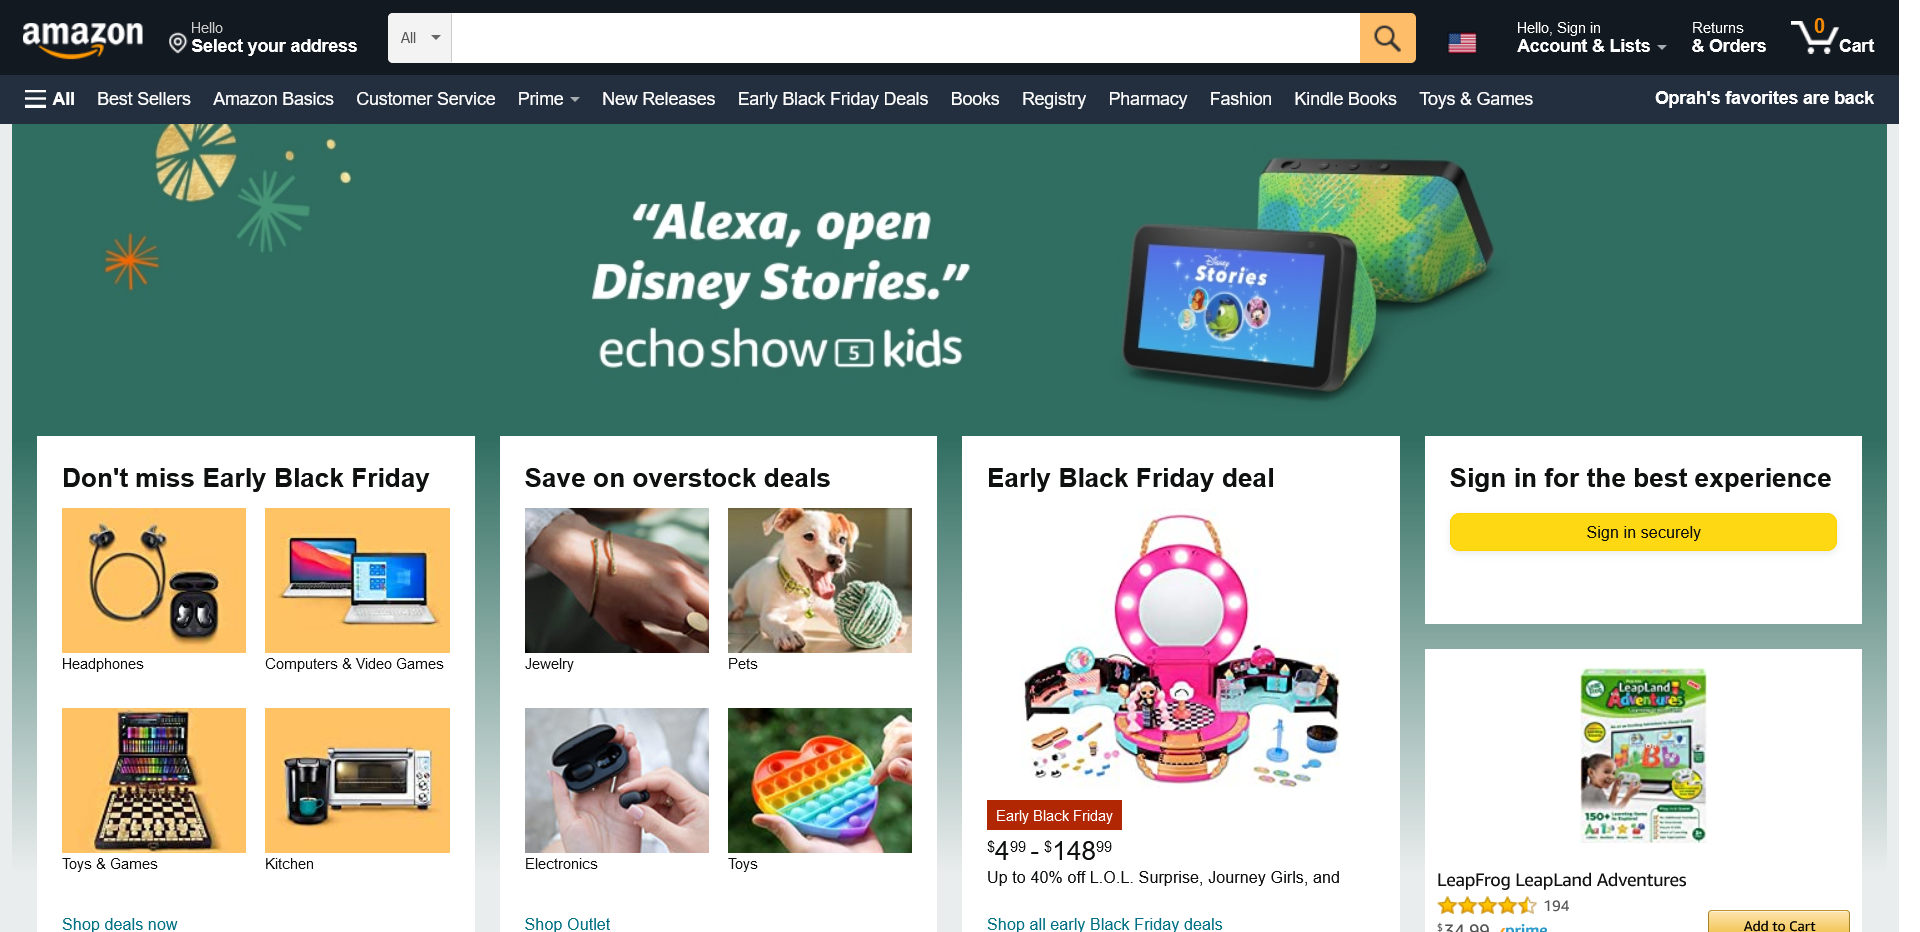 amazon
Hello
Select your address
All
Hello, Sign in
Account & Lists
Returns
& Orders
0
Cart
All
Best Sellers
Amazon Basics
Customer Service
Prime
New Releases
Early Black Friday Deals
Books
Registry
Pharmacy
Fashion
Kindle Books
Toys & Games
Oprah's favorites are back
“Alexa, open
Disney Stories.”
echo show 5 kids
Disney
Stories
Don't miss Early Black Friday
Headphones
Computers & Video Games
Toys & Games
Kitchen
Shop deals now
Save on overstock deals
Jewelry
Pets
Electronics
Toys
Shop Outlet
Early Black Friday deal
Early Black Friday
$4.99 - $148.99
Up to 40% off L.O.L. Surprise, Journey Girls, and
Shop all early Black Friday deals
Sign in for the best experience
Sign in securely
LeapLand
Adventures
150+
LeapFrog LeapLand Adventures
194
$34.99 prime
Add to Cart